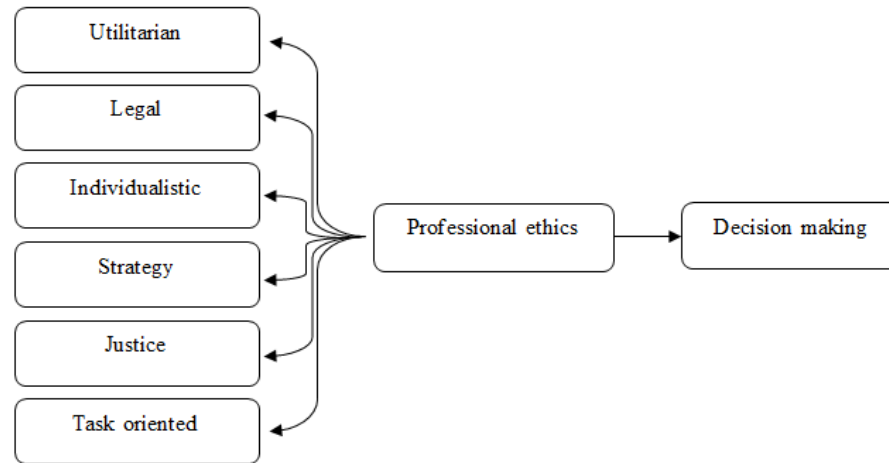 Utilitarian
Legal
Individualistic
Strategy
Justice
Task oriented
Professional ethics
Decision making